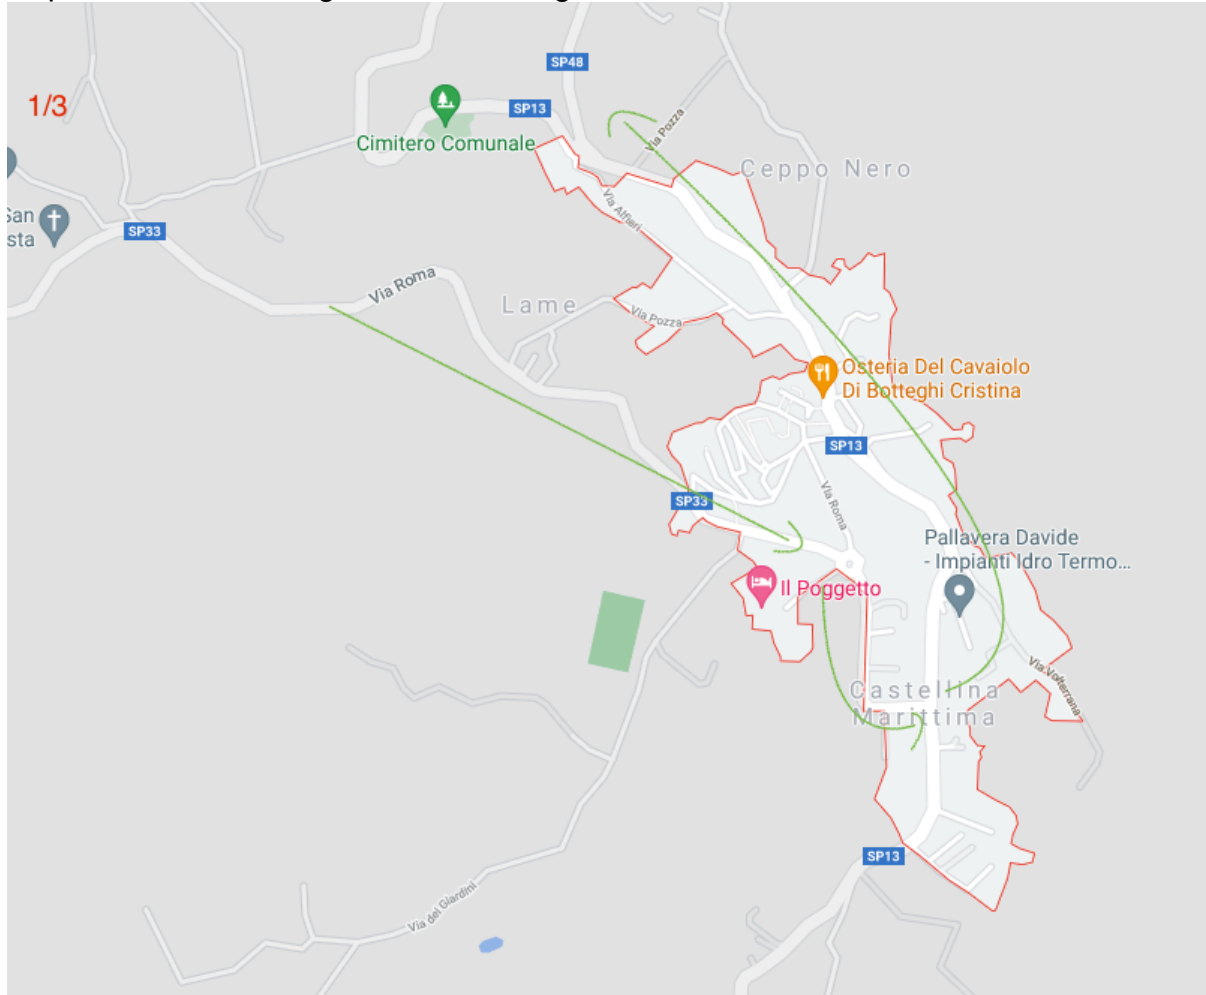 SP48
1/3
SP13
Cimitero Comunale
Via Pozza
Ceppo Nero
San
sta
SP33
Via Alfieri
Via Roma
Lame
Via Pozza
Osteria Del Cavaiolo
Di Botteghi Cristina
SP13
SP33
Via Roma
Pallavera Davide
- Impianti Idro Termo...
Il Poggetto
Via Volterrana
Castellina
Marittima
SP13
Via dei Giardini